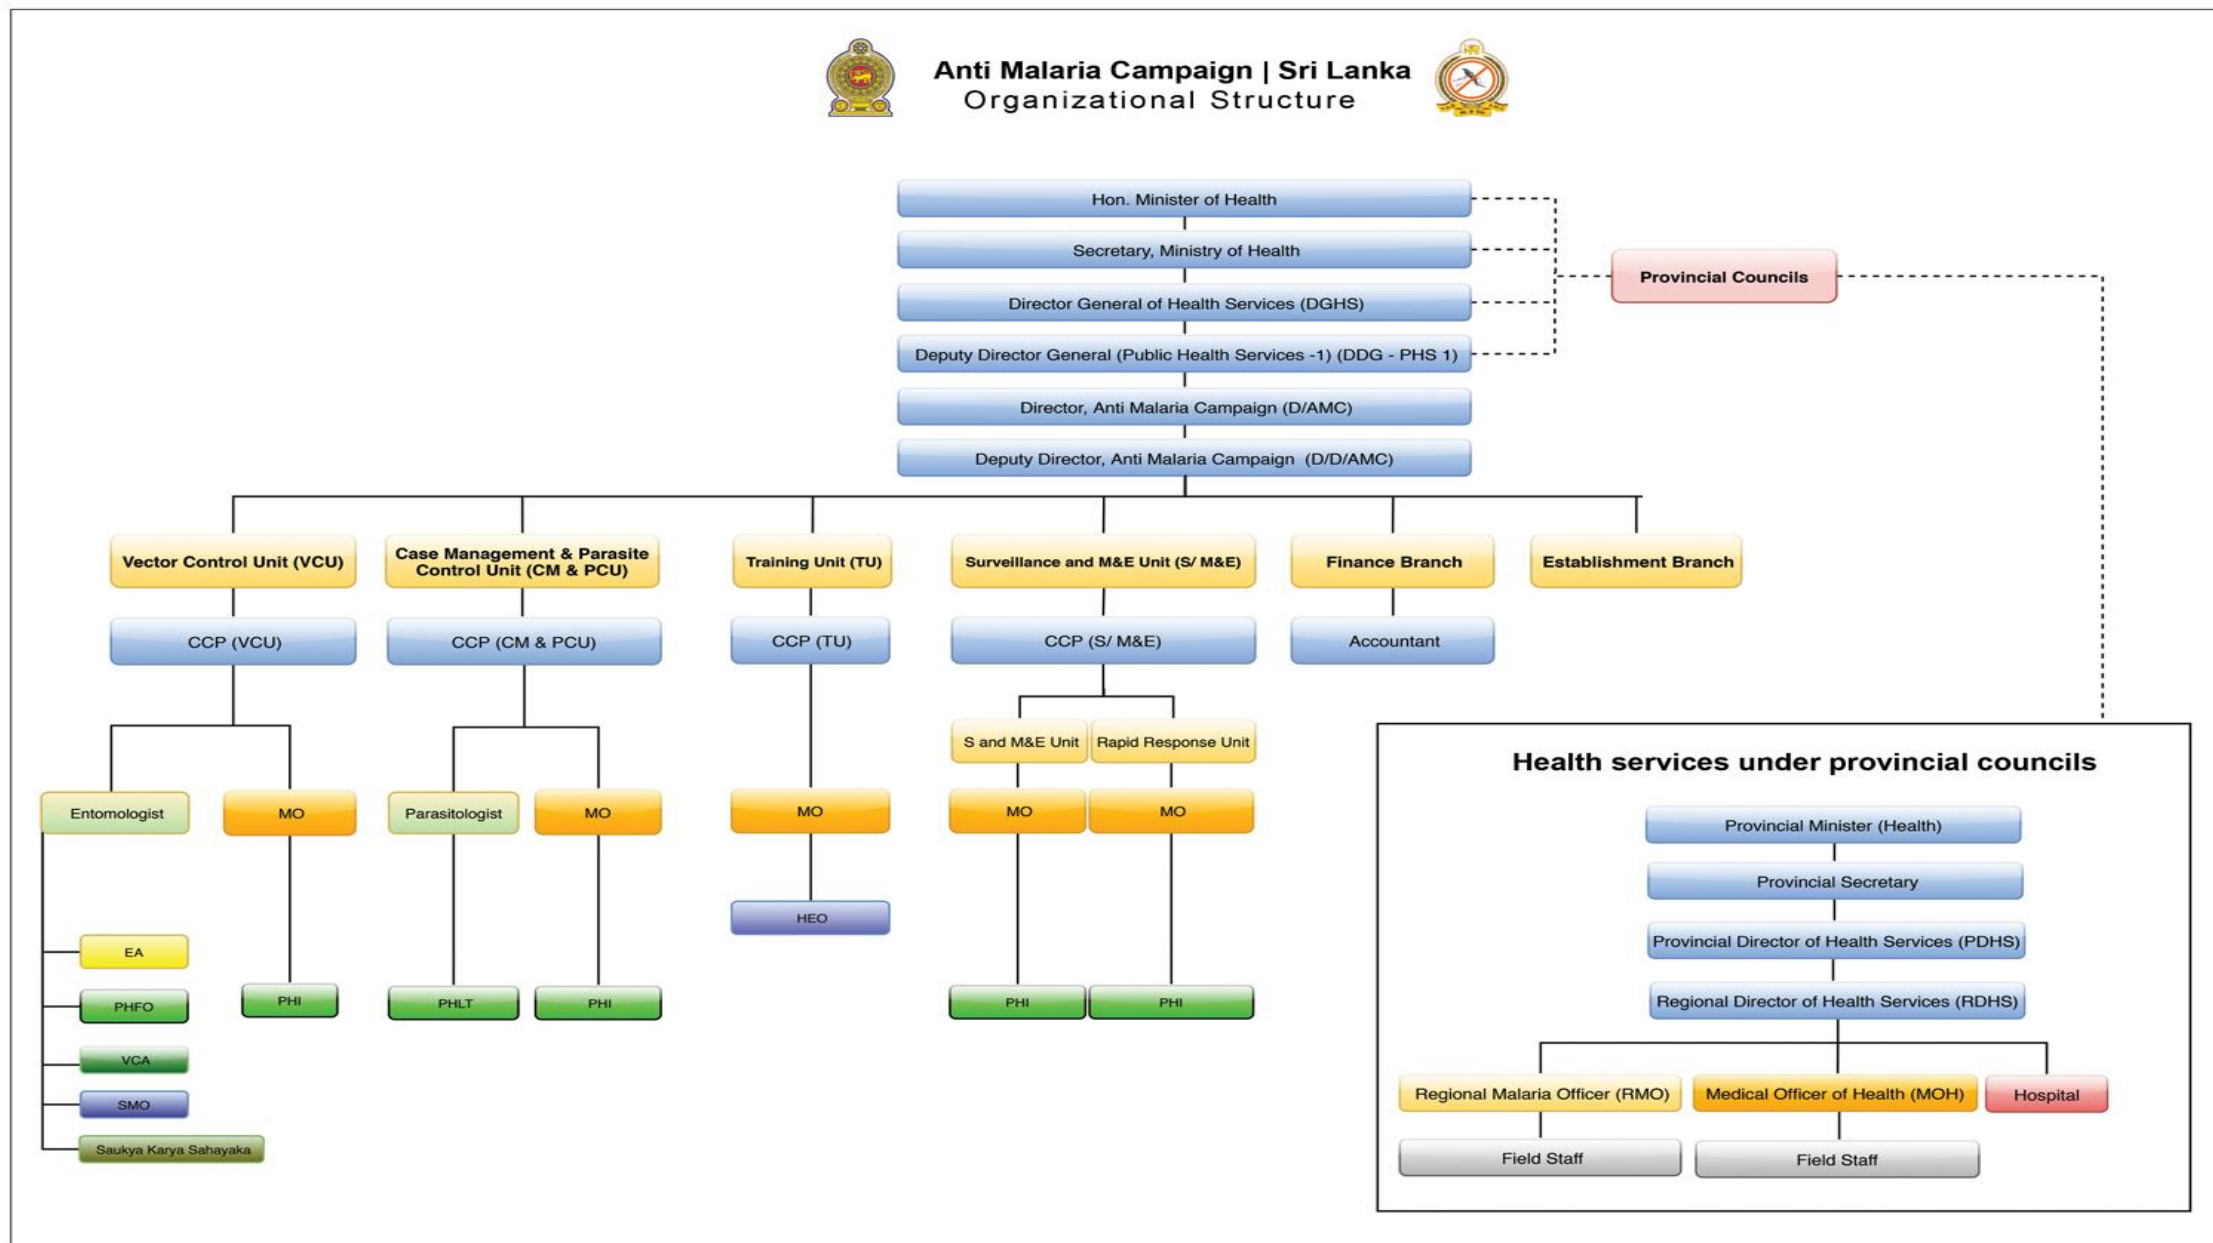 Anti Malaria Campaign | Sri Lanka
Organizational Structure
Hon. Minister of Health
Secretary, Ministry of Health
Director General of Health Services (DGHS)
Deputy Director General (Public Health Services -1) (DDG - PHS 1)
Director, Anti Malaria Campaign (D/AMC)
Deputy Director, Anti Malaria Campaign (D/D/AMC)
Provincial Councils
Vector Control Unit (VCU)
Case Management & Parasite
Control Unit (CM & PCU)
Training Unit (TU)
Surveillance and M&E Unit (S/ M&E)
Finance Branch
Establishment Branch
CCP (VCU)
CCP (CM & PCU)
CCP (TU)
CCP (S/ M&E)
Accountant
S and M&E Unit
Rapid Response Unit
Entomologist
MO
Parasitologist
MO
MO
MO
MO
HEO
EA
PHFO
VCA
SMO
Saukya Karya Sahayaka
PHI
PHLT
PHI
PHI
PHI
Health services under provincial councils
Provincial Minister (Health)
Provincial Secretary
Provincial Director of Health Services (PDHS)
Regional Director of Health Services (RDHS)
Regional Malaria Officer (RMO)
Medical Officer of Health (MOH)
Hospital
Field Staff
Field Staff